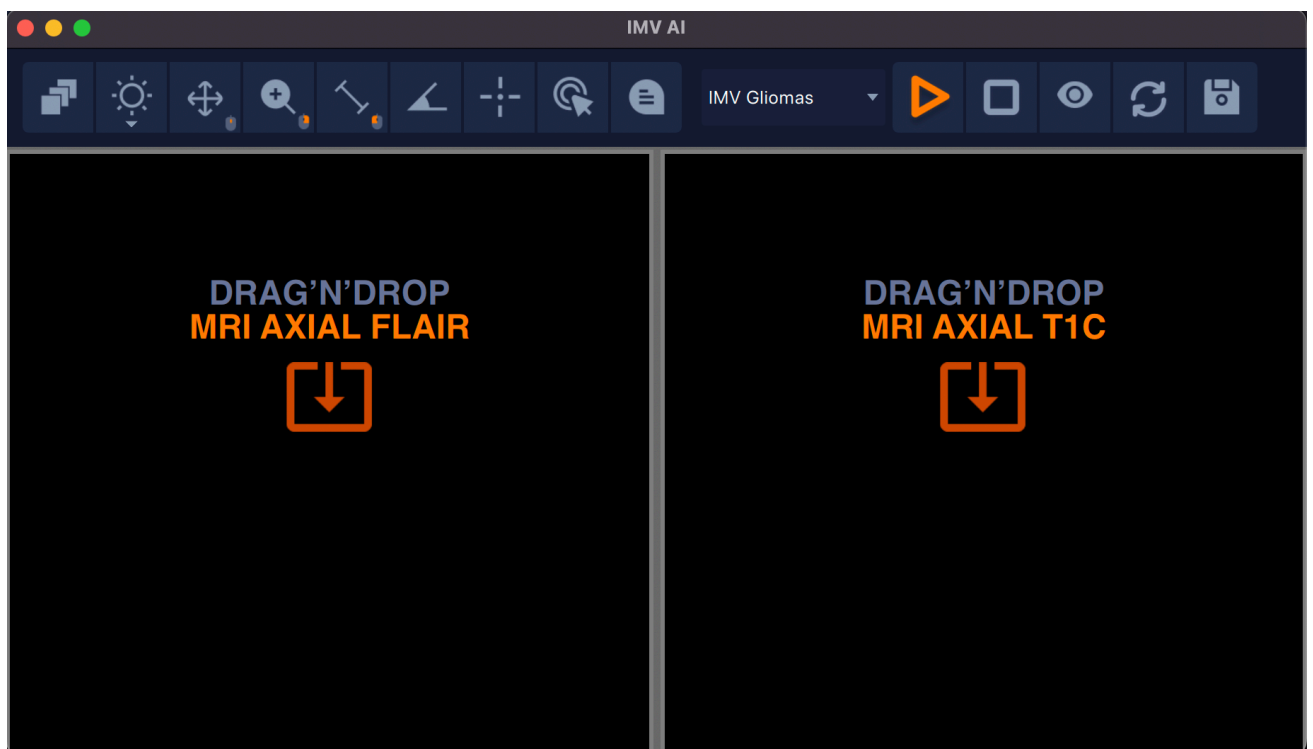 IMV AI
IMV Gliomas
DRAG’N’DROP
MRI AXIAL FLAIR
DRAG’N’DROP
MRI AXIAL T1C